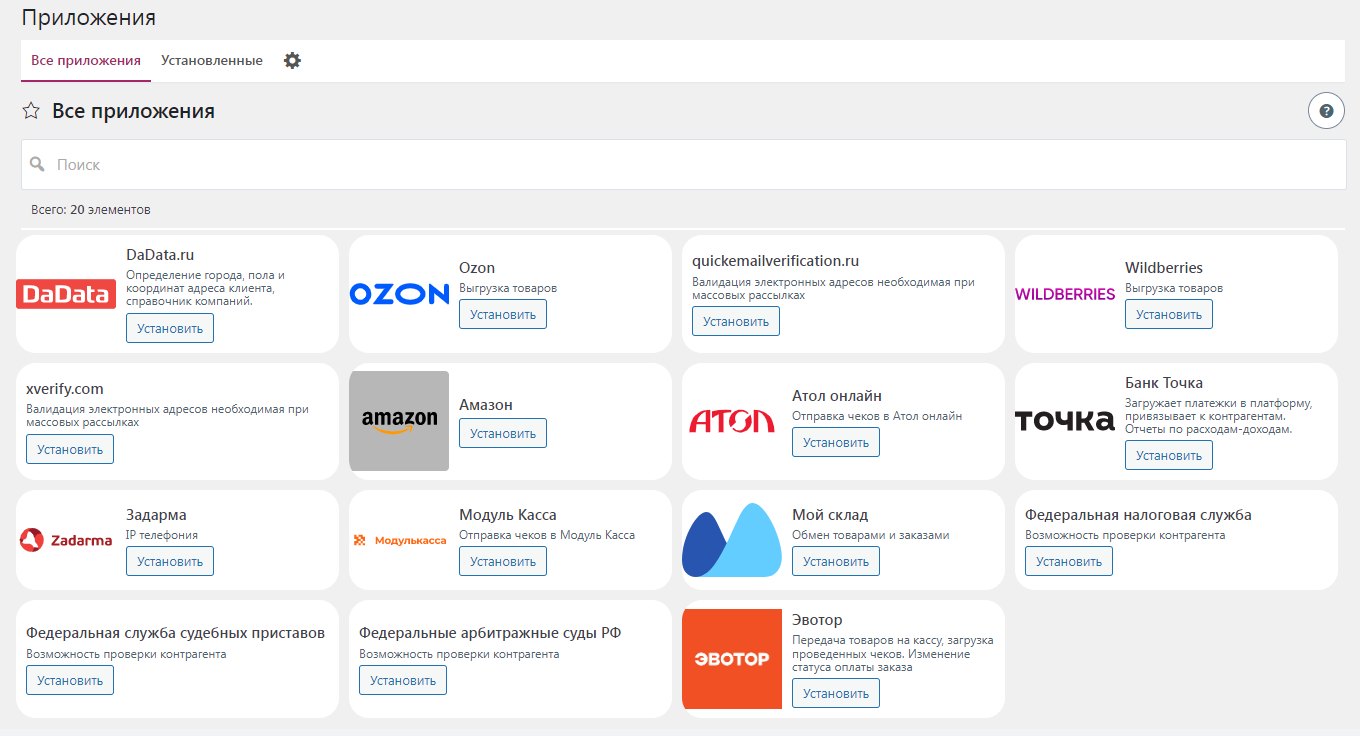 Приложения
Все приложения
Установленные
Все приложения
?
Поиск
Всего: 20 элементов
DaData
DaData.ru
Определение города, пола и
координат адреса клиента,
справочник компаний.
Установить
OZON
Ozon
Выгрузка товаров
Установить
quickemailverification.ru
Валидация электронных адресов необходимая при
массовых рассылках
Установить
WILDBERRIES
Wildberries
Выгрузка товаров
Установить
xverify.com
Валидация электронных адресов необходимая при
массовых рассылках
Установить
amazon
Амазон
Установить
АТОЛ
Атол онлайн
Отправка чеков в Атол онлайн
Установить
точка
Банк Точка
Загружает платежки в платформу,
привязывает к контрагентам.
Отчеты по расходам-доходам.
Установить
Zadarma
Задарма
IP телефония
Установить
Модулькасса
Модуль Касса
Отправка чеков в Модуль Касса
Установить
Мой склад
Обмен товарами и заказами
Установить
Федеральная налоговая служба
Возможность проверки контрагента
Установить
Федеральная служба судебных приставов
Возможность проверки контрагента
Установить
Федеральные арбитражные суды РФ
Возможность проверки контрагента
Установить
ЭВОТОР
Эвотор
Передача товаров на кассу, загрузка
проведенных чеков. Изменение
статуса оплаты заказа
Установить